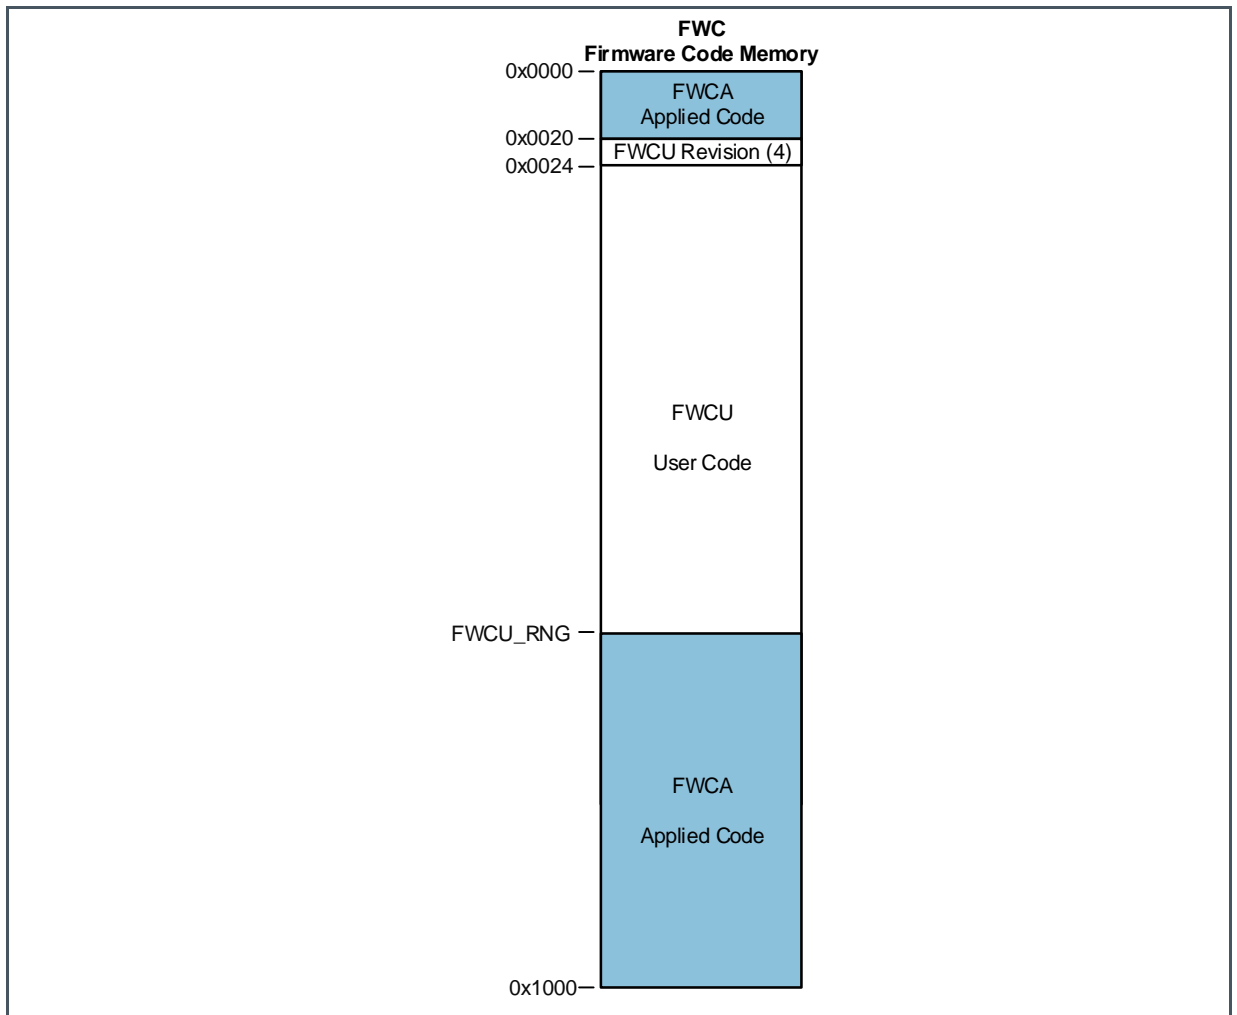 FWC
Firmware Code Memory
0x0000
FWCA
Applied Code
0x0020
FWCU Revision (4)
0x0024
FWCU
User Code
FWCU_RNG
FWCA
Applied Code
0x1000